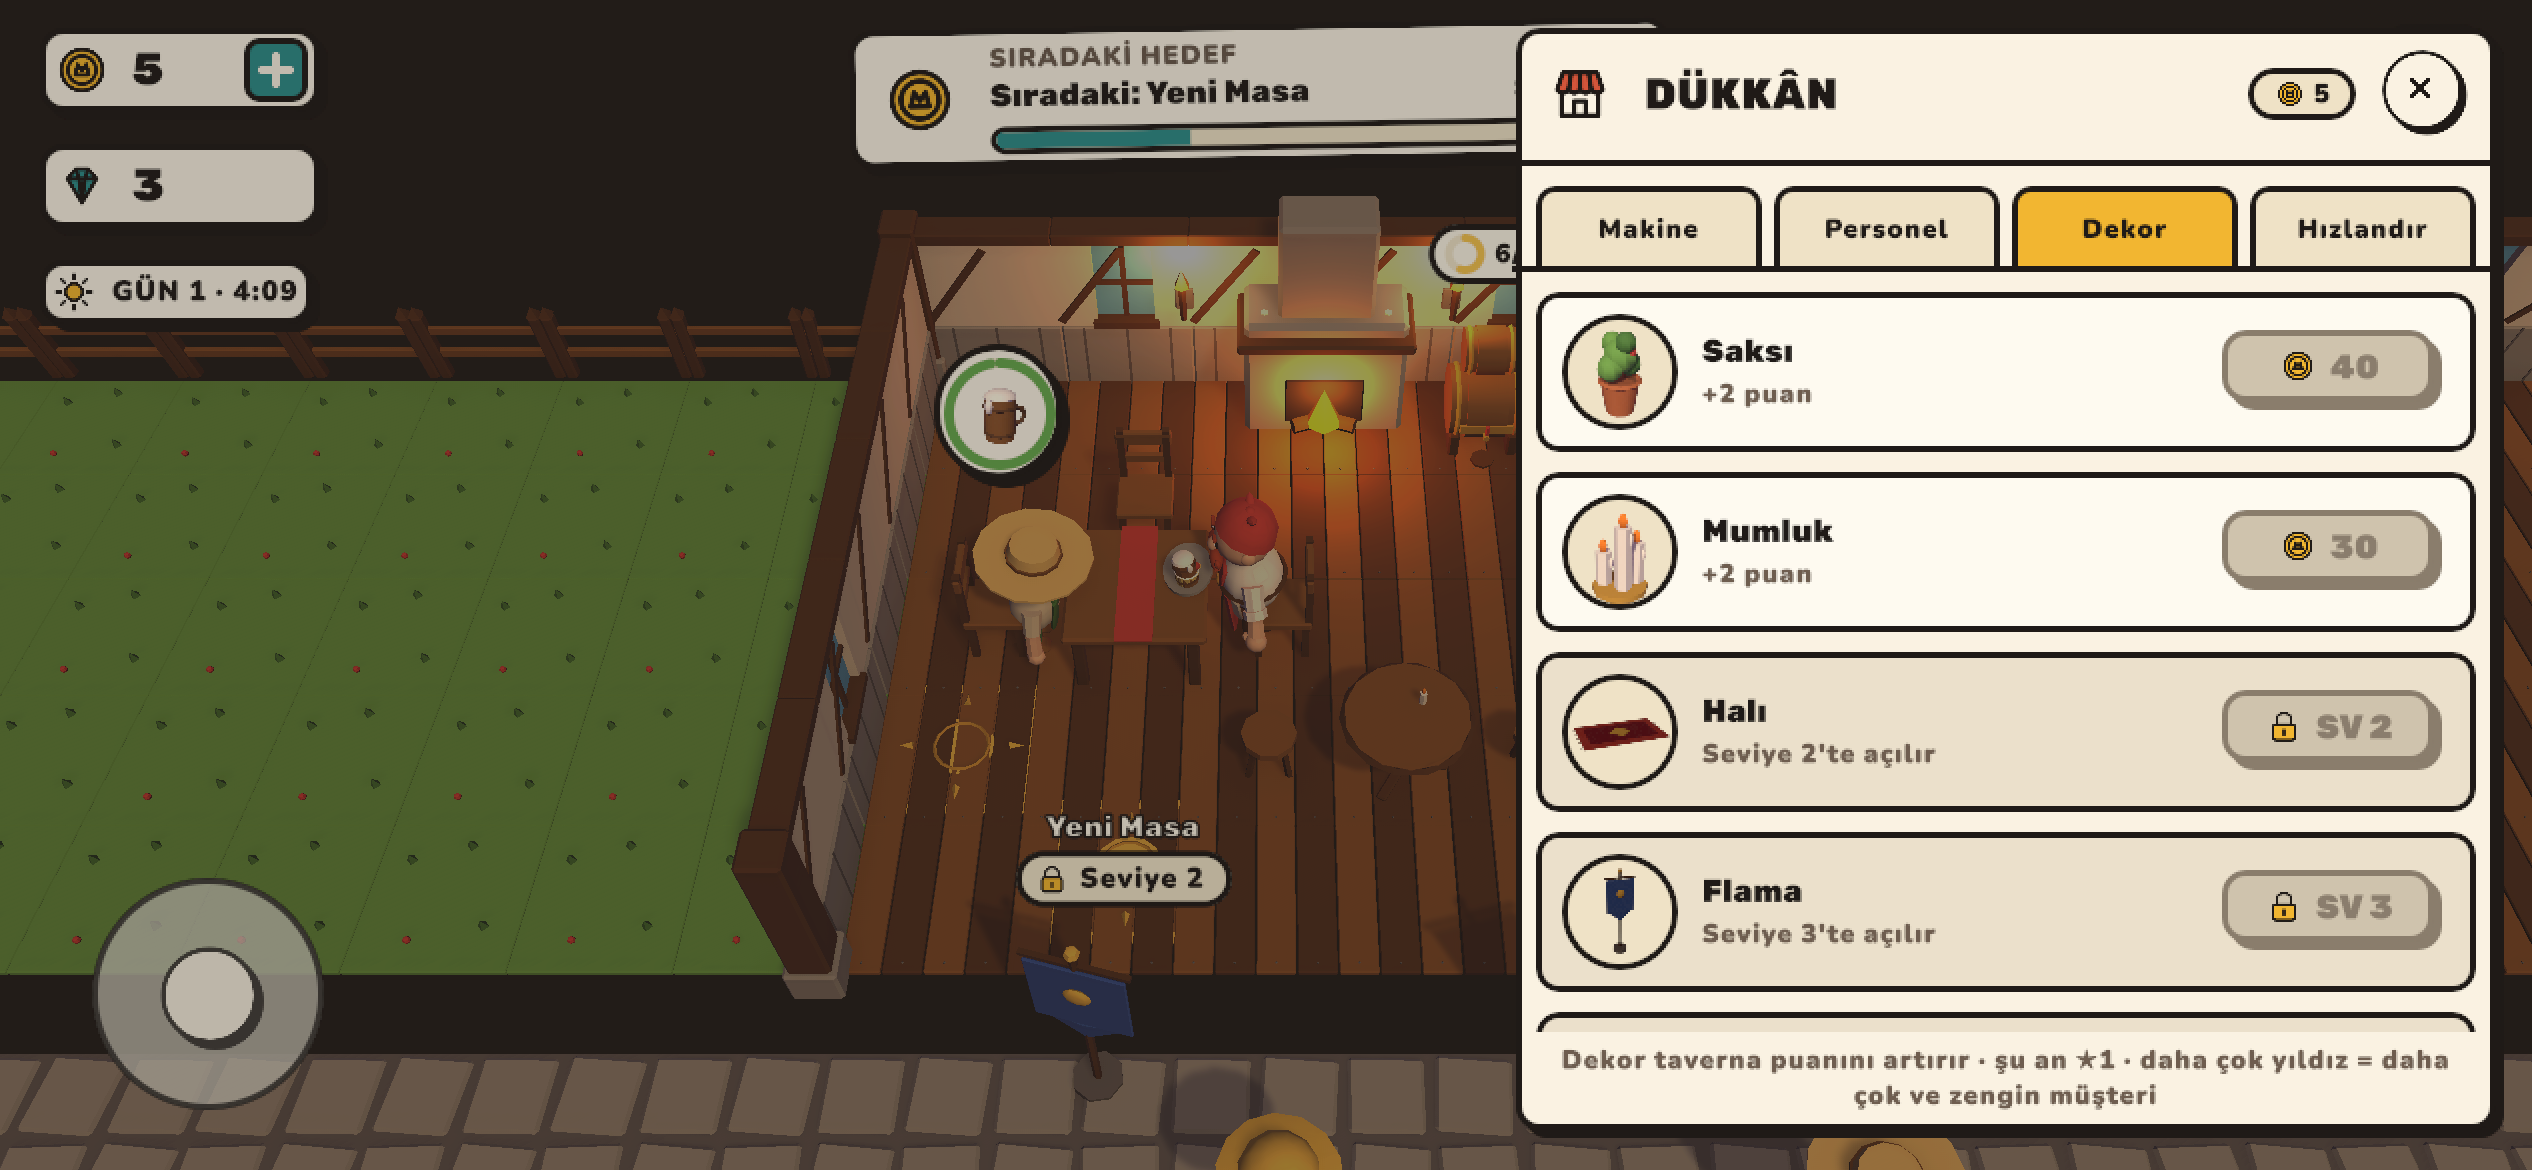 5
3
GÜN 1 · 4:09
SIRADAKİ HEDEF
Sıradaki: Yeni Masa
6/
Yeni Masa
Seviye 2
DÜKKÂN
5
Makine
Personel
Dekor
Hızlandır
Saksı
+2 puan
40
Mumluk
+2 puan
30
Halı
Seviye 2'te açılır
SV 2
Flama
Seviye 3'te açılır
SV 3
Dekor taverna puanını artırır · şu an ★1 · daha çok yıldız = daha
çok ve zengin müşteri